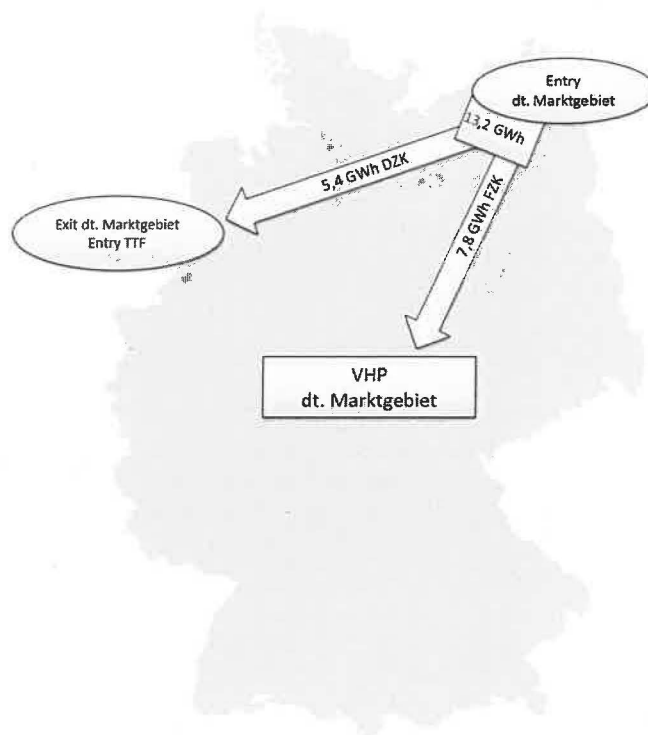 Entry
dt. Marktgebiet
13,2 GWh
5,4 GWh DZK
7,8 GWh FZK
Exit dt. Marktgebiet
Entry TTF
VHP
dt. Marktgebiet